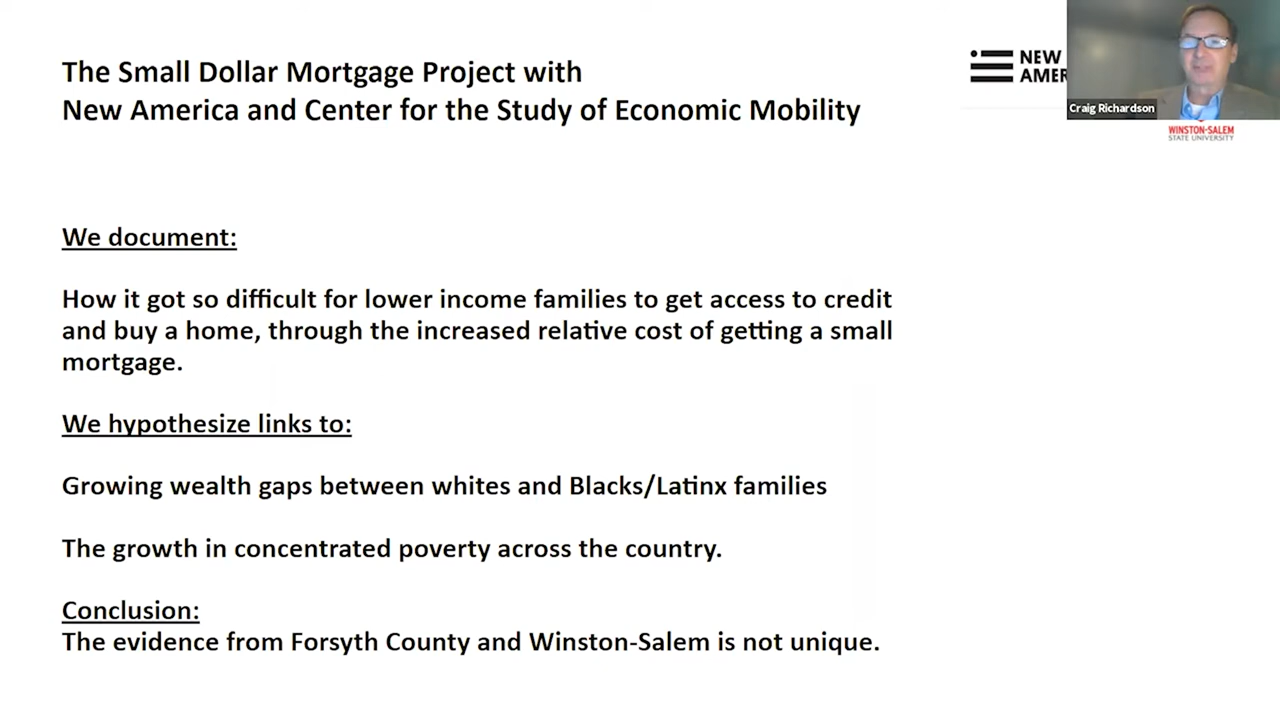 The Small Dollar Mortgage Project with
New America and Center for the Study of Economic Mobility
NEW
AMER
Craig Richardson
WINSTON-SALEM
STATE UNIVERSITY
We document:
How it got so difficult for lower income families to get access to credit
and buy a home, through the increased relative cost of getting a small
mortgage.
We hypothesize links to:
Growing wealth gaps between whites and Blacks/Latinx families
The growth in concentrated poverty across the country.
Conclusion:
The evidence from Forsyth County and Winston-Salem is not unique.